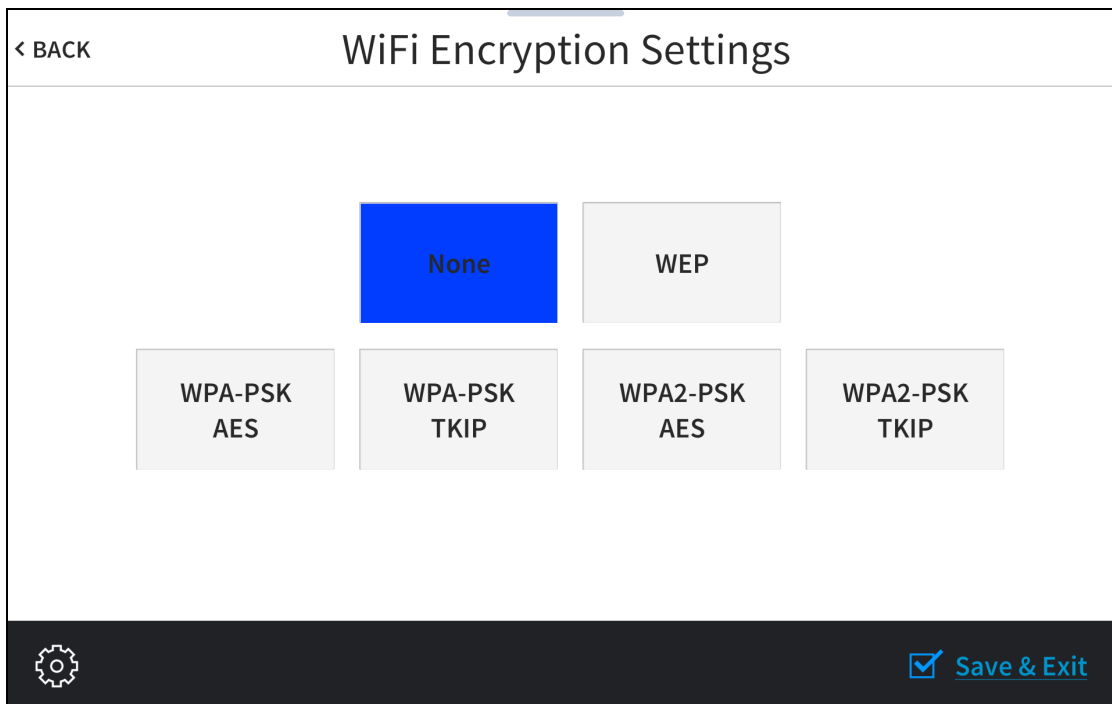 < BACK
WiFi Encryption Settings
None
WEP
WPA-PSK
AES
WPA-PSK
TKIP
WPA2-PSK
AES
WPA2-PSK
TKIP
Save & Exit